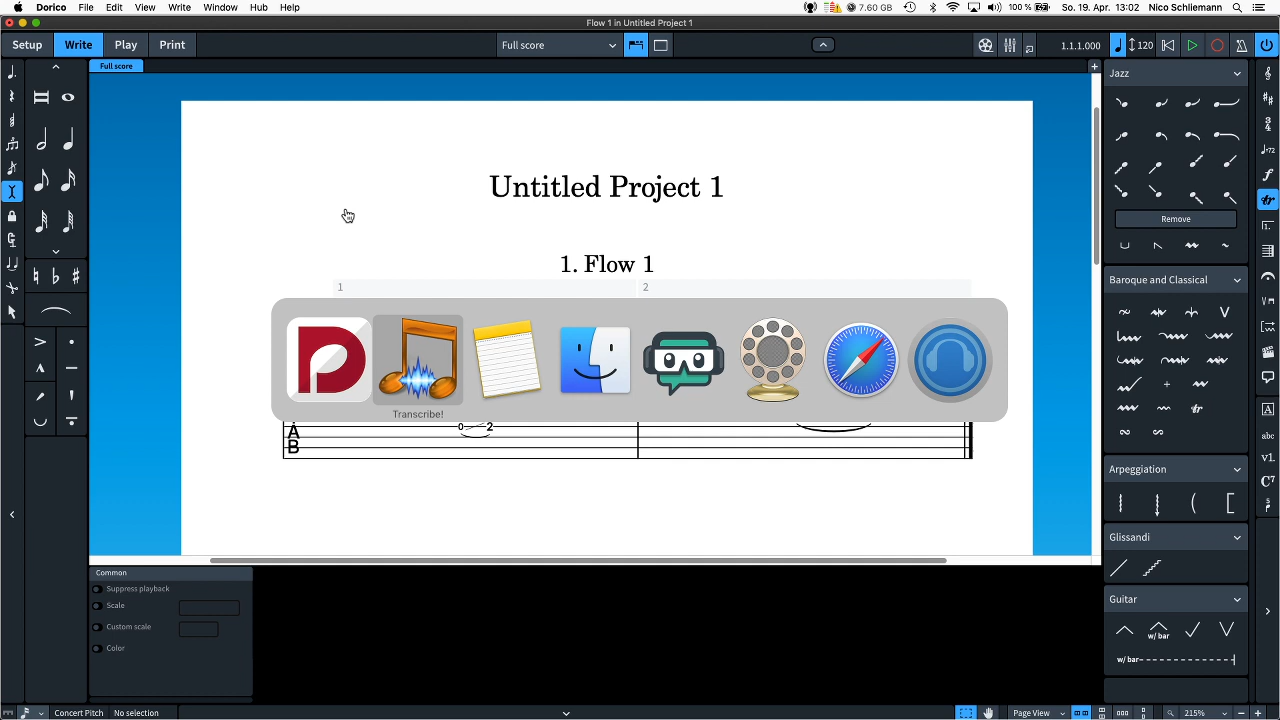 Dorico File Edit View Write Window Hub Help 7.60 GB 100 % So. 19. Apr. 13:02 Nico Schliemann
Flow 1 in Untitled Project 1
Setup Write Play Print Full score 1.1.1.000 120
Full score
Jazz
Untitled Project 1
Remove
1. Flow 1
1 2
Baroque and Classical
Transcribe!
A
B
0 2
Arpeggiation
Glissandi
Common
Suppress playback
Scale
Custom scale
Color
Guitar
w/ bar
w/ bar
Concert Pitch No selection Page View 215%